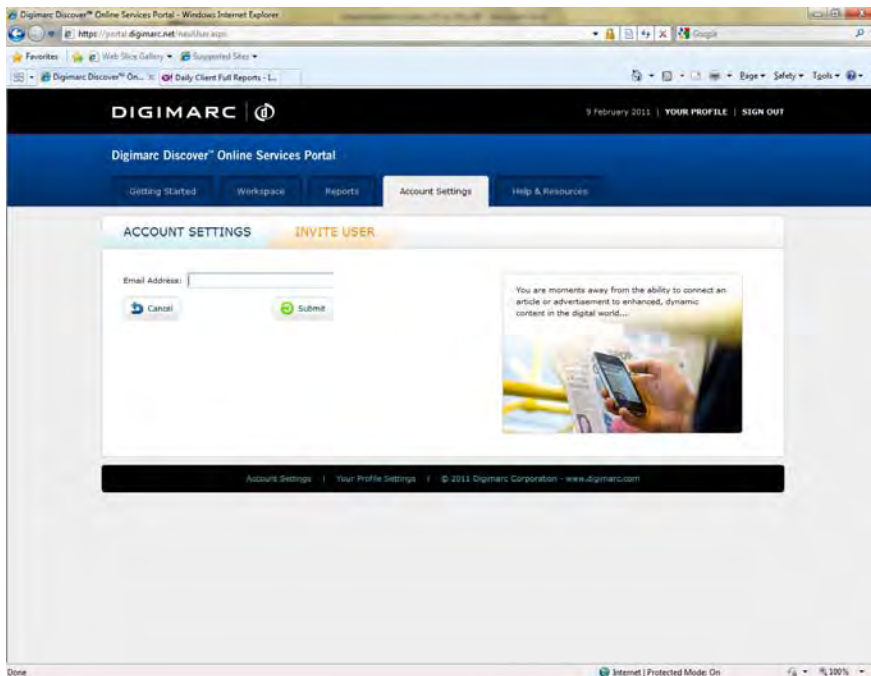 Digimarc Discover™ Online Services Portal - Windows Internet Explorer
https://portal.digimarc.net
Google
Favorites Web Slice Gallery Suggested Sites
Digimarc Discover™ On... Daily Client Full Reports - L... Page Safety Tools
DIGIMARC d
9 February 2011 | YOUR PROFILE | SIGN OUT
Digimarc Discover™ Online Services Portal
Getting Started Workspace Reports Account Settings Help & Resources
ACCOUNT SETTINGS INVITE USER
Email Address:
Cancel Submit
You are moments away from the ability to connect an
article or advertisement to enhanced, dynamic
content in the digital world...
Account Settings | Your Profile Settings | © 2011 Digimarc Corporation - www.digimarc.com
Done Internet | Protected Mode: On 100%